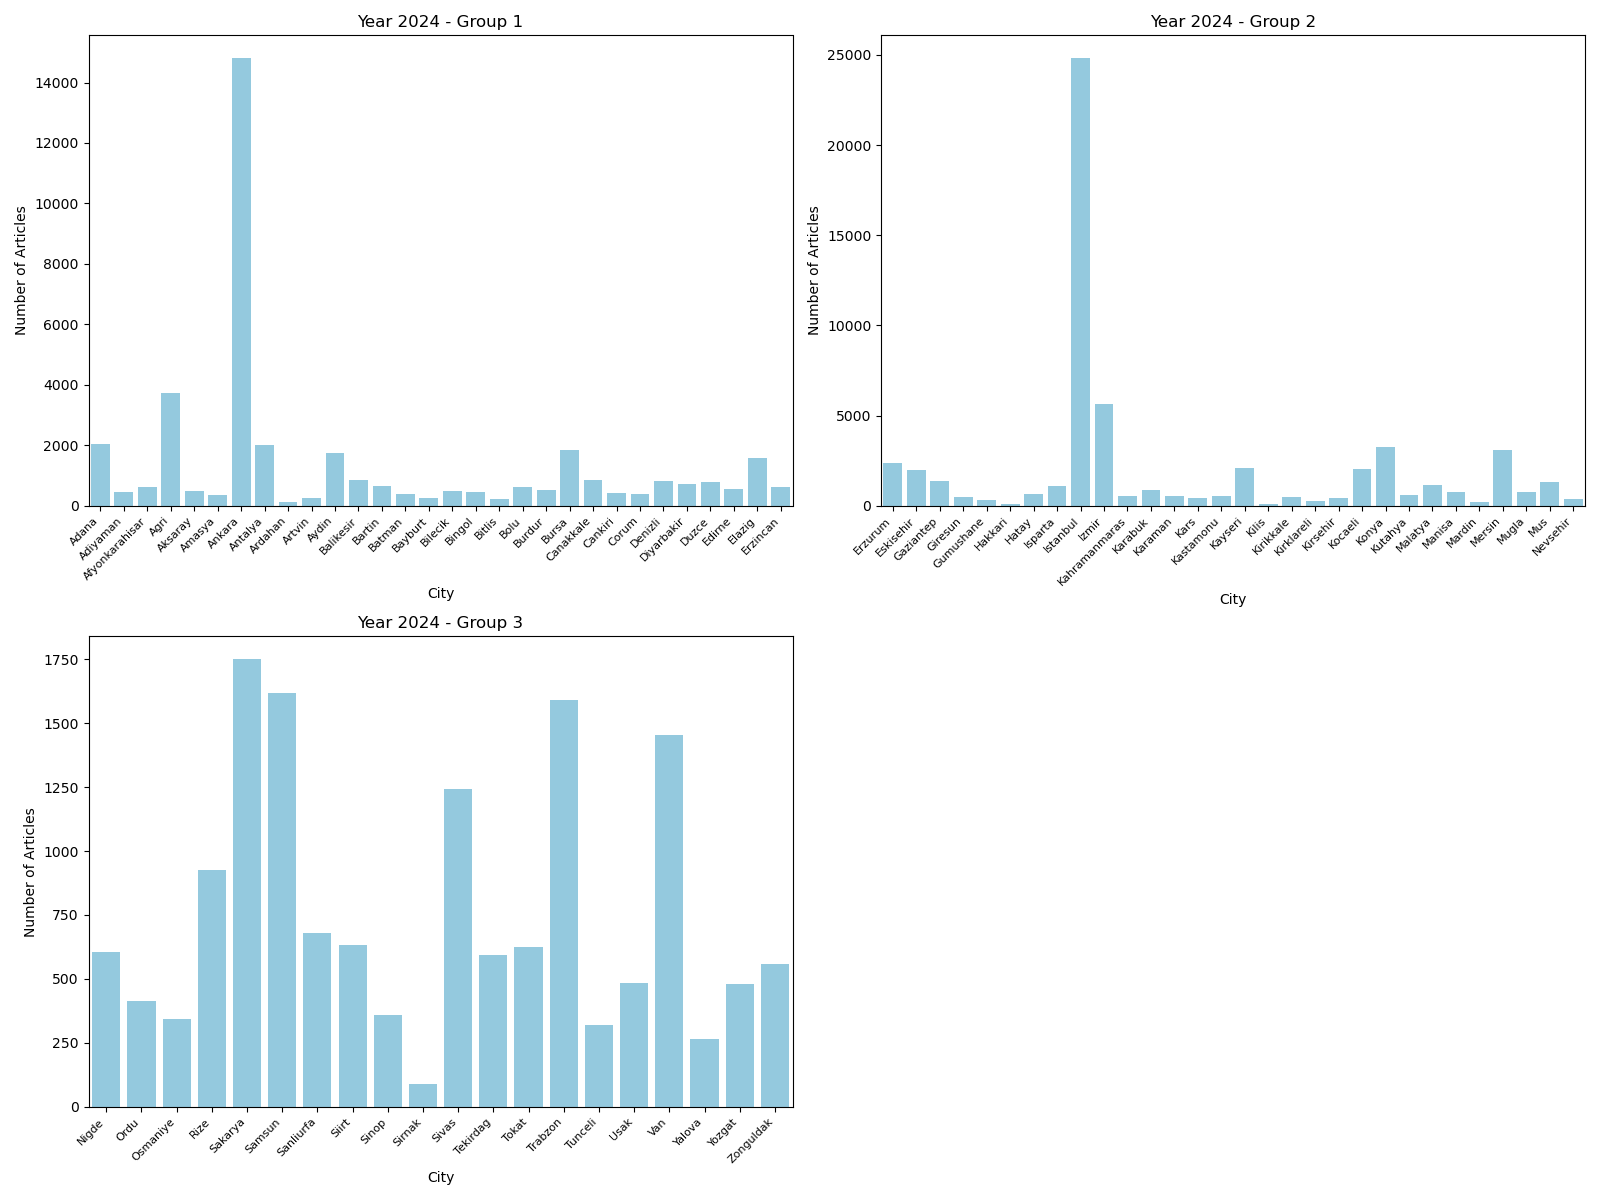 Year 2024 - Group 1
Number of Articles
14000
12000
10000
8000
6000
4000
2000
0
Adana
Adiyaman
Afyonkarahisar
Agri
Aksaray
Amasya
Ankara
Antalya
Ardahan
Artvin
Aydin
Balikesir
Bartin
Batman
Bayburt
Bilecik
Bingol
Bitlis
Bolu
Burdur
Bursa
Canakkale
Cankiri
Corum
Denizli
Diyarbakir
Duzce
Edirne
Elazig
Erzincan
City
Year 2024 - Group 2
Number of Articles
25000
20000
15000
10000
5000
0
Erzurum
Eskisehir
Gaziantep
Giresun
Gumushane
Hakkari
Hatay
Isparta
Istanbul
Izmir
Kahramanmaras
Karabuk
Karaman
Kars
Kastamonu
Kayseri
Kilis
Kirikkale
Kirklareli
Kirsehir
Kocaeli
Konya
Kutahya
Malatya
Manisa
Mardin
Mersin
Mugla
Mus
Nevsehir
City
Year 2024 - Group 3
Number of Articles
1750
1500
1250
1000
750
500
250
0
Nigde
Ordu
Osmaniye
Rize
Sakarya
Samsun
Sanliurfa
Siirt
Sinop
Sirnak
Sivas
Tekirdag
Tokat
Trabzon
Tunceli
Usak
Van
Yalova
Yozgat
Zonguldak
City